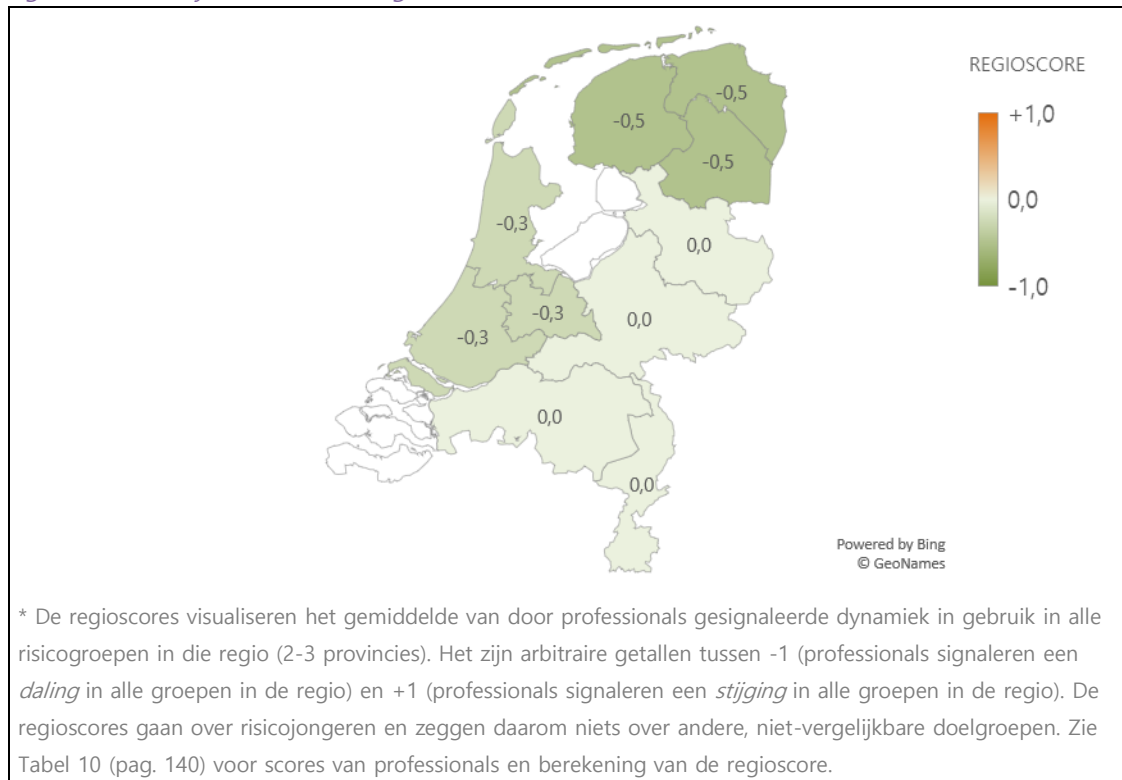 REGIOSCORE
+1,0
0,0
-1,0
-0,5
-0,5
-0,5
-0,3
0,0
-0,3
0,0
-0,3
0,0
0,0
Powered by Bing
© GeoNames
* De regioscores visualiseren het gemiddelde van door professionals gesignaleerde dynamiek in gebruik in alle
risicogroepen in die regio (2-3 provincies). Het zijn arbitraire getallen tussen -1 (professionals signaleren een
daling in alle groepen in de regio) en +1 (professionals signaleren een stijging in alle groepen in de regio). De
regioscores gaan over risicojongeren en zeggen daarom niets over andere, niet-vergelijkbare doelgroepen. Zie
Tabel 10 (pag. 140) voor scores van professionals en berekening van de regioscore.